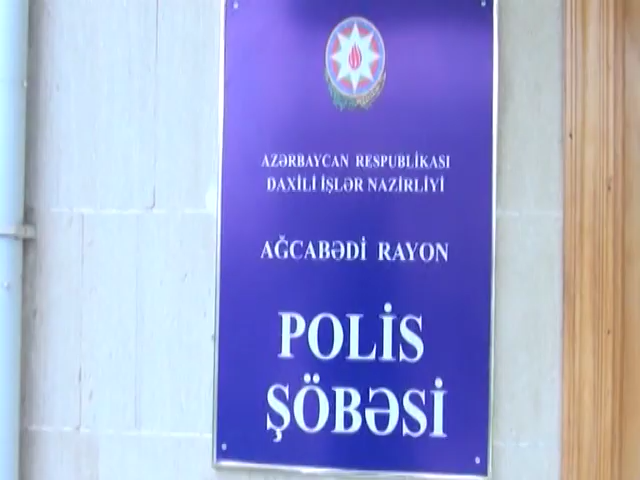 AZƏRBAYCAN RESPUBLİKASI
DAXİLİ İŞLƏR NAZİRLİYİ
AĞCABƏDİ RAYON
POLİS
ŞÖBƏSİ